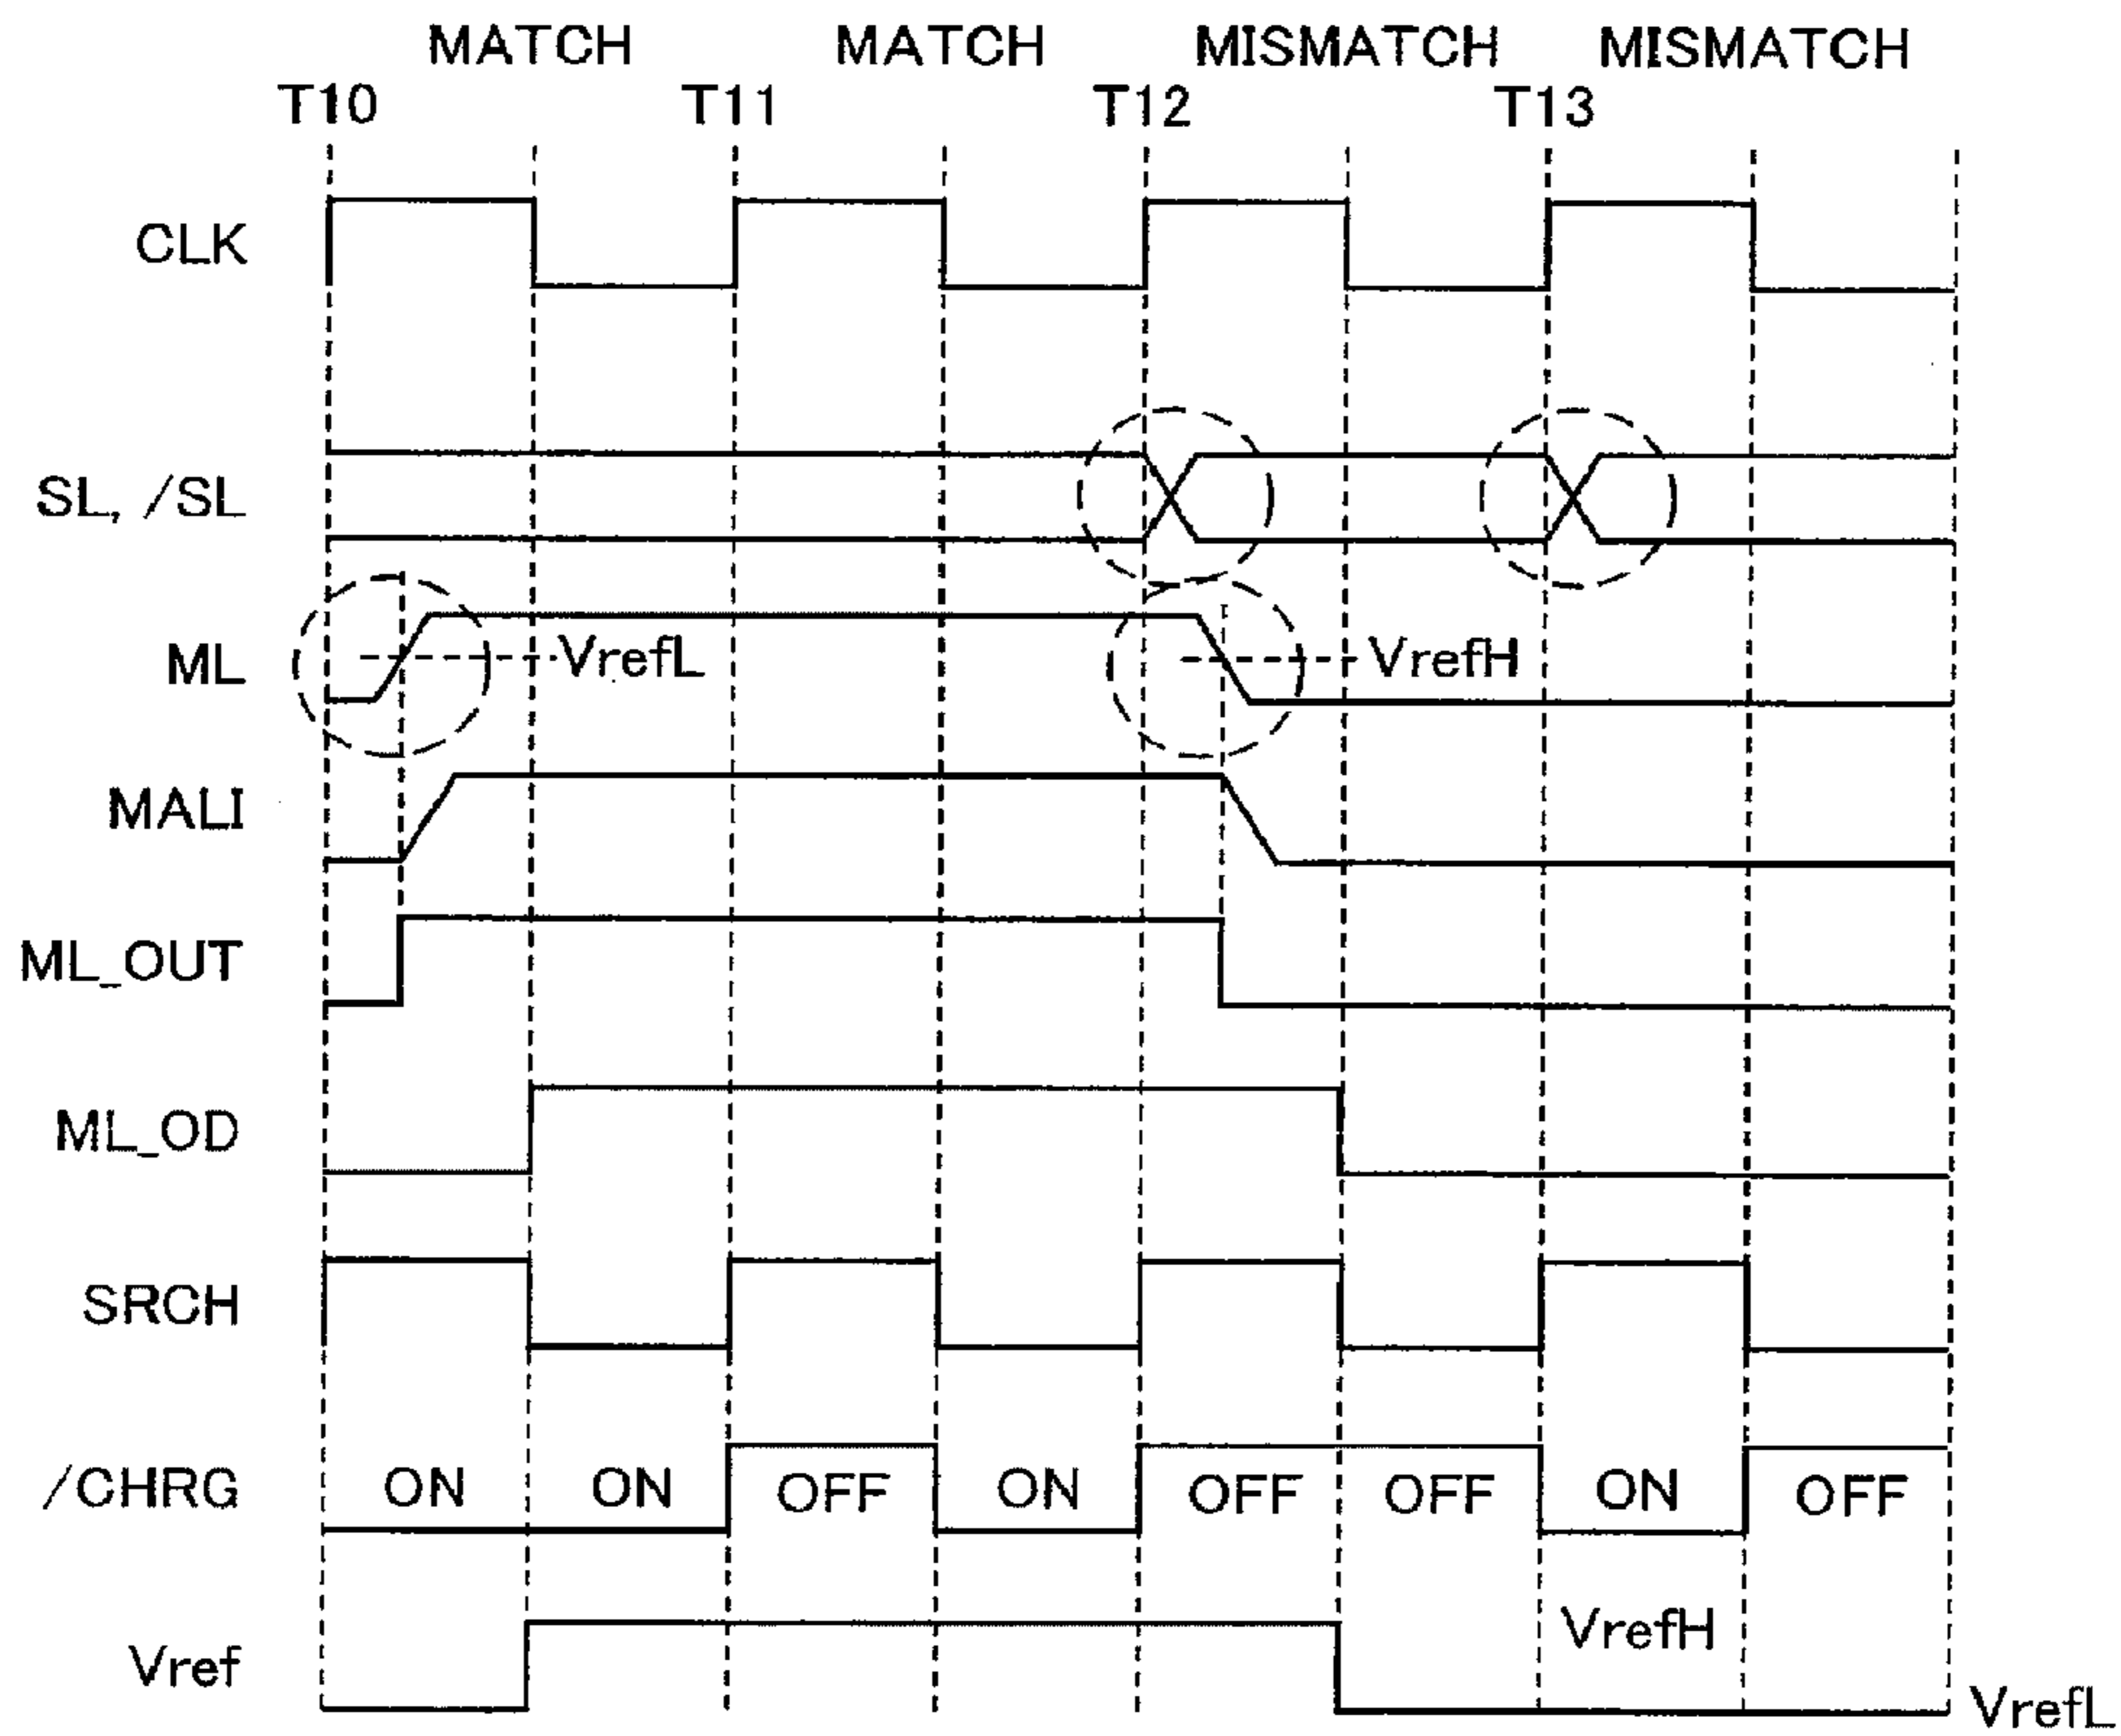 MATCH MATCH MISMATCH MISMATCH
T10 T11 T12 T13
CLK
SL, /SL
ML VrefL VrefH
MALI
ML_OUT
ML_OD
SRCH
/CHRG ON ON OFF ON OFF OFF ON OFF
Vref VrefH
VrefL